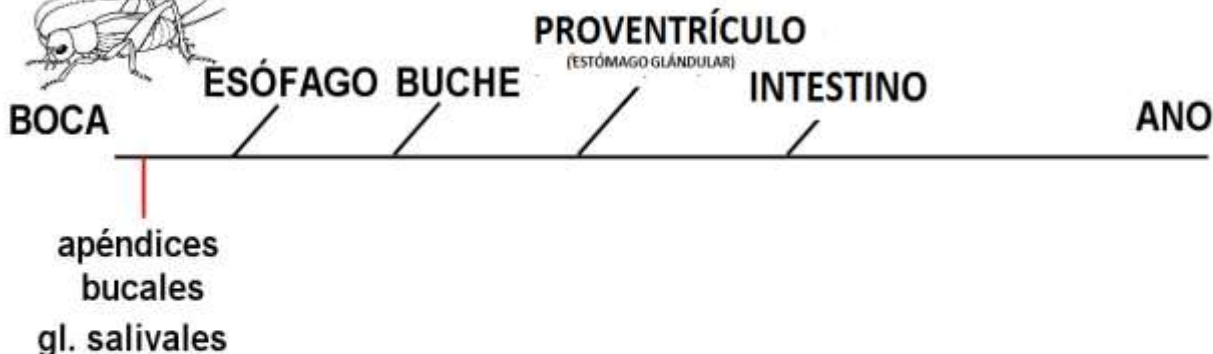 PROVENTRÍCULO
(ESTÓMAGO GLÁNDULAR)
ESÓFAGO BUCHE INTESTINO
BOCA ANO
apéndices
bucales
gl. salivales